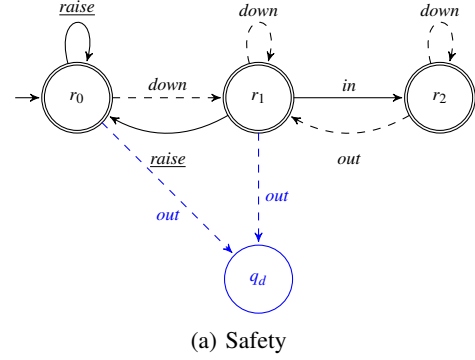 raise
down
down
r0
down
r1
in
r2
raise
out
out
out
qd
(a) Safety